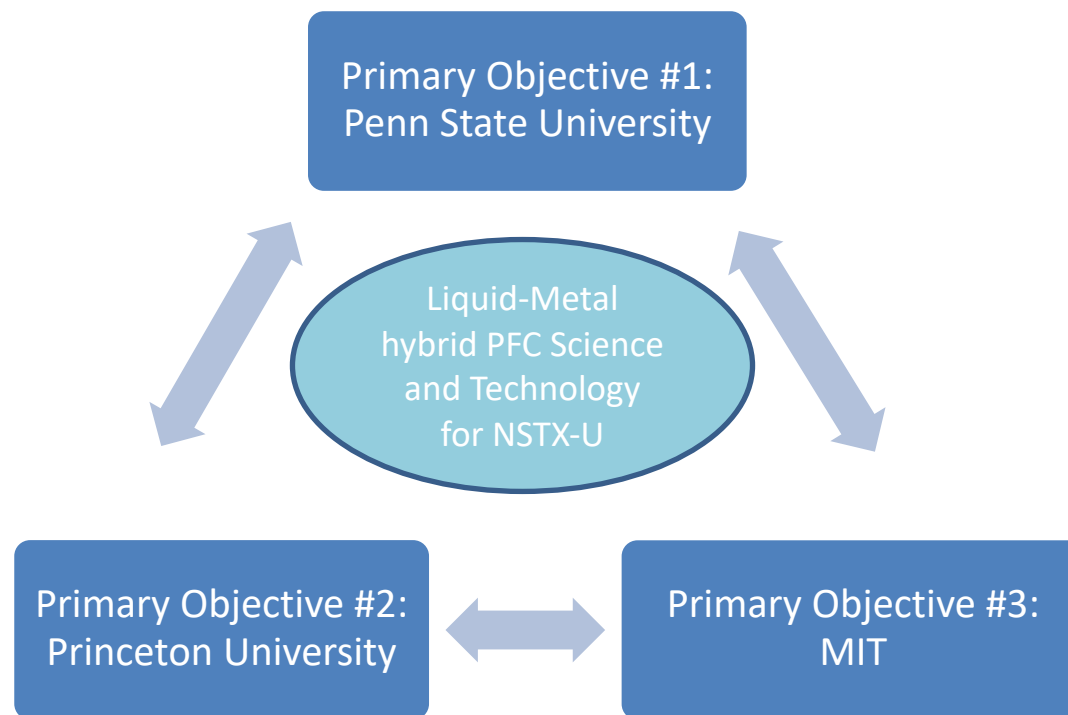 Primary Objective #1:
Penn State University
Liquid-Metal
hybrid PFC Science
and Technology
for NSTX-U
Primary Objective #2:
Princeton University
Primary Objective #3:
MIT